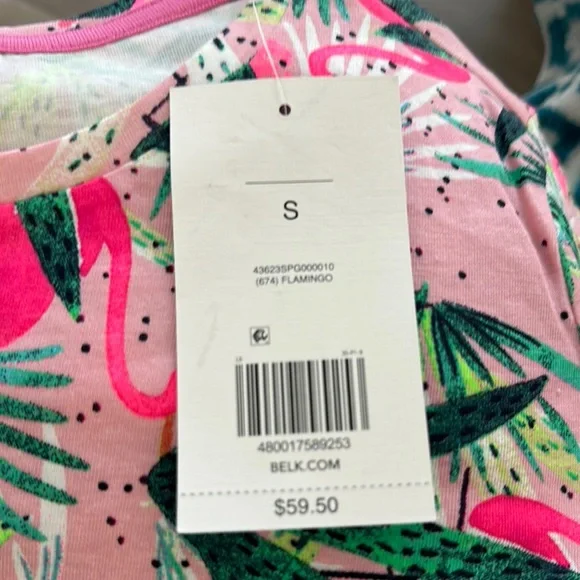 S
43623SPG000010
(674) FLAMINGO
480017589253
BELK.COM
$59.50